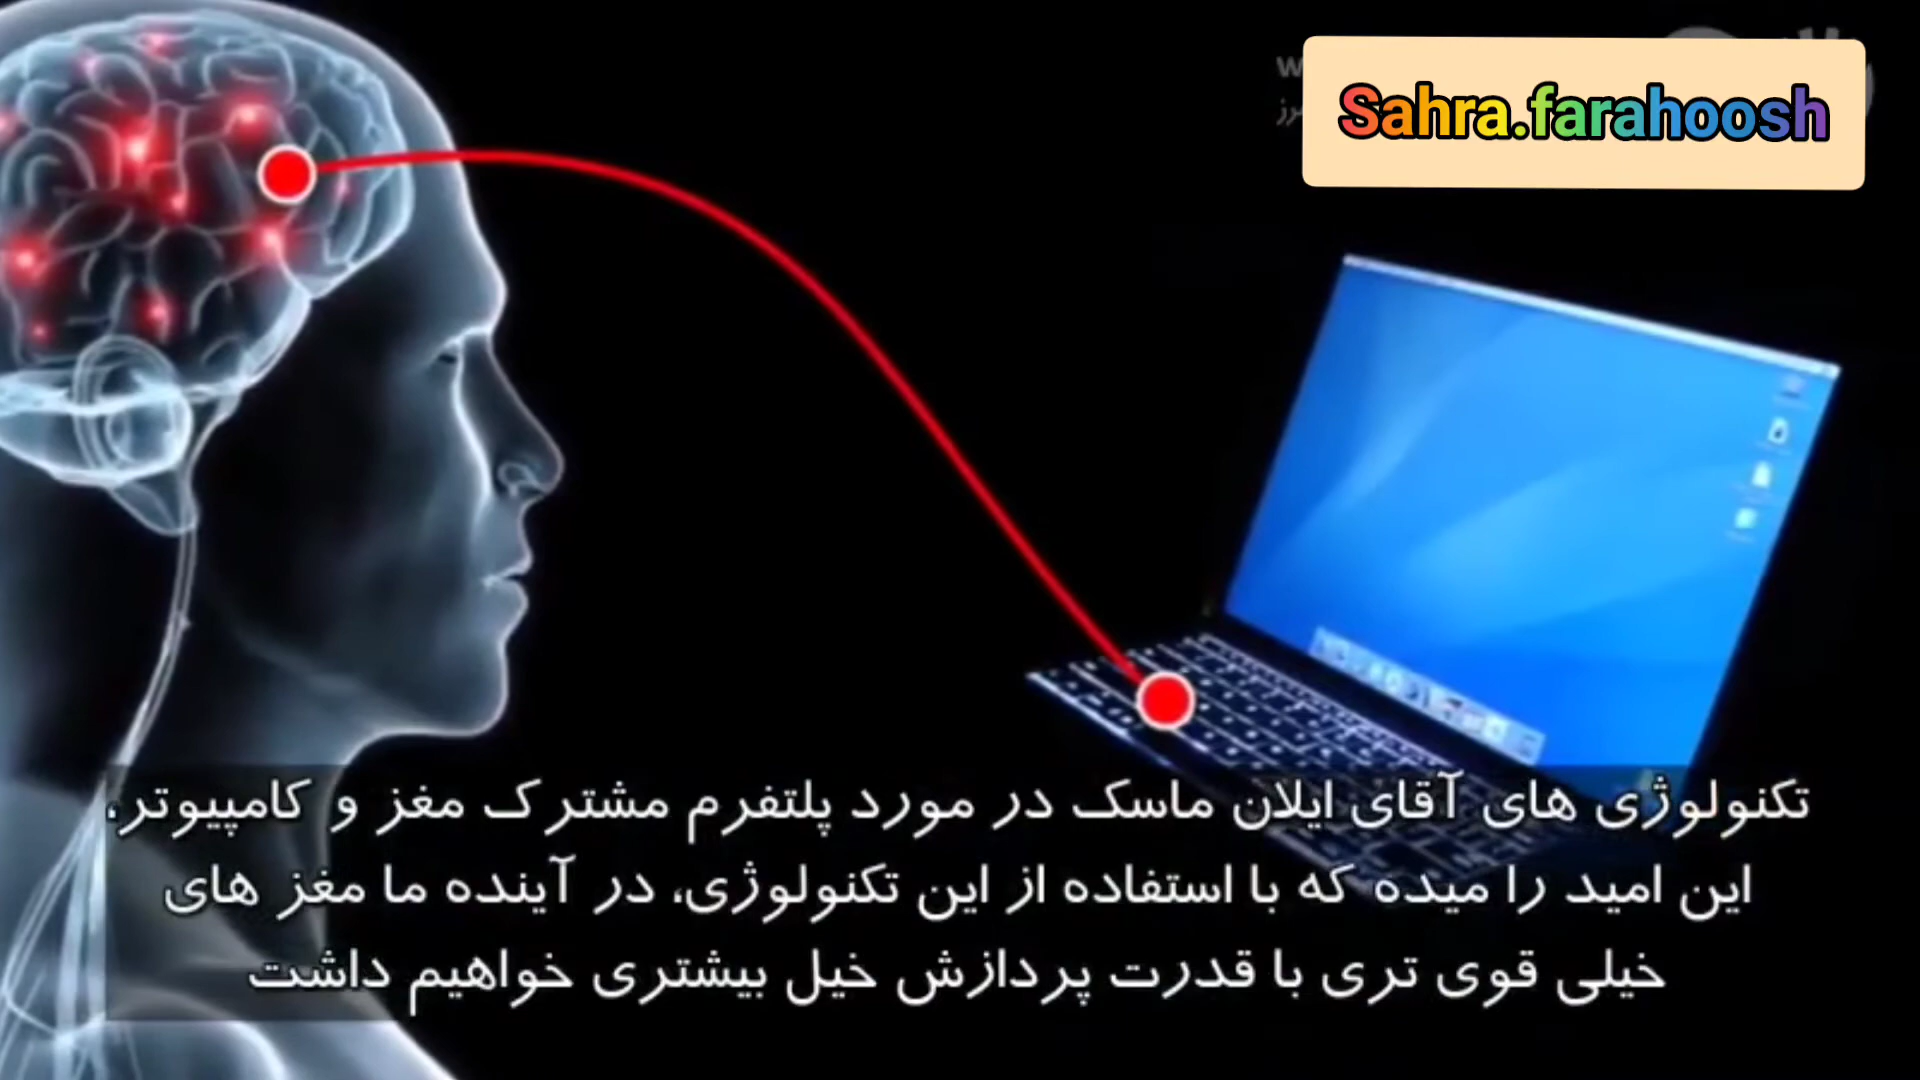 Sahra.farahoosh
تکنولوژی های آقای ایلان ماسک در مورد پلتفرم مشترک مغز و کامپیوتر،
این امید را میده که با استفاده از این تکنولوژی، در آینده ما مغز های
خیلی قوی تری با قدرت پردازش خیل بیشتری خواهیم داشت